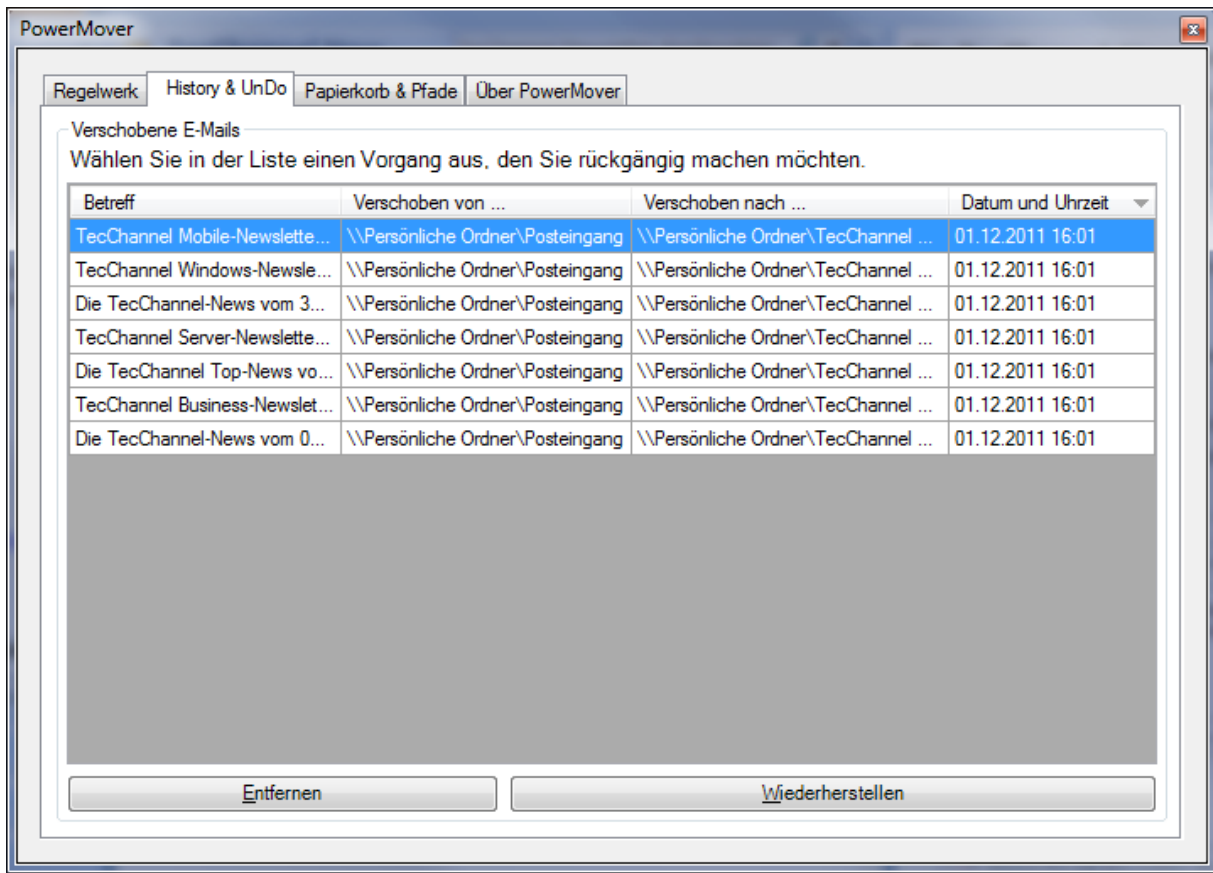 PowerMover
Regelwerk History & UnDo Papierkorb & Pfade Über PowerMover
Verschobene E-Mails
Wählen Sie in der Liste einen Vorgang aus, den Sie rückgängig machen möchten.
Betreff Verschoben von ... Verschoben nach ... Datum und Uhrzeit
TecChannel Mobile-Newslette... \\Persönliche Ordner\Posteingang \\Persönliche Ordner\TecChannel ... 01.12.2011 16:01
TecChannel Windows-Newsle... \\Persönliche Ordner\Posteingang \\Persönliche Ordner\TecChannel ... 01.12.2011 16:01
Die TecChannel-News vom 3... \\Persönliche Ordner\Posteingang \\Persönliche Ordner\TecChannel ... 01.12.2011 16:01
TecChannel Server-Newslette... \\Persönliche Ordner\Posteingang \\Persönliche Ordner\TecChannel ... 01.12.2011 16:01
Die TecChannel Top-News vo... \\Persönliche Ordner\Posteingang \\Persönliche Ordner\TecChannel ... 01.12.2011 16:01
TecChannel Business-Newslet... \\Persönliche Ordner\Posteingang \\Persönliche Ordner\TecChannel ... 01.12.2011 16:01
Die TecChannel-News vom 0... \\Persönliche Ordner\Posteingang \\Persönliche Ordner\TecChannel ... 01.12.2011 16:01
Entfernen Wiederherstellen